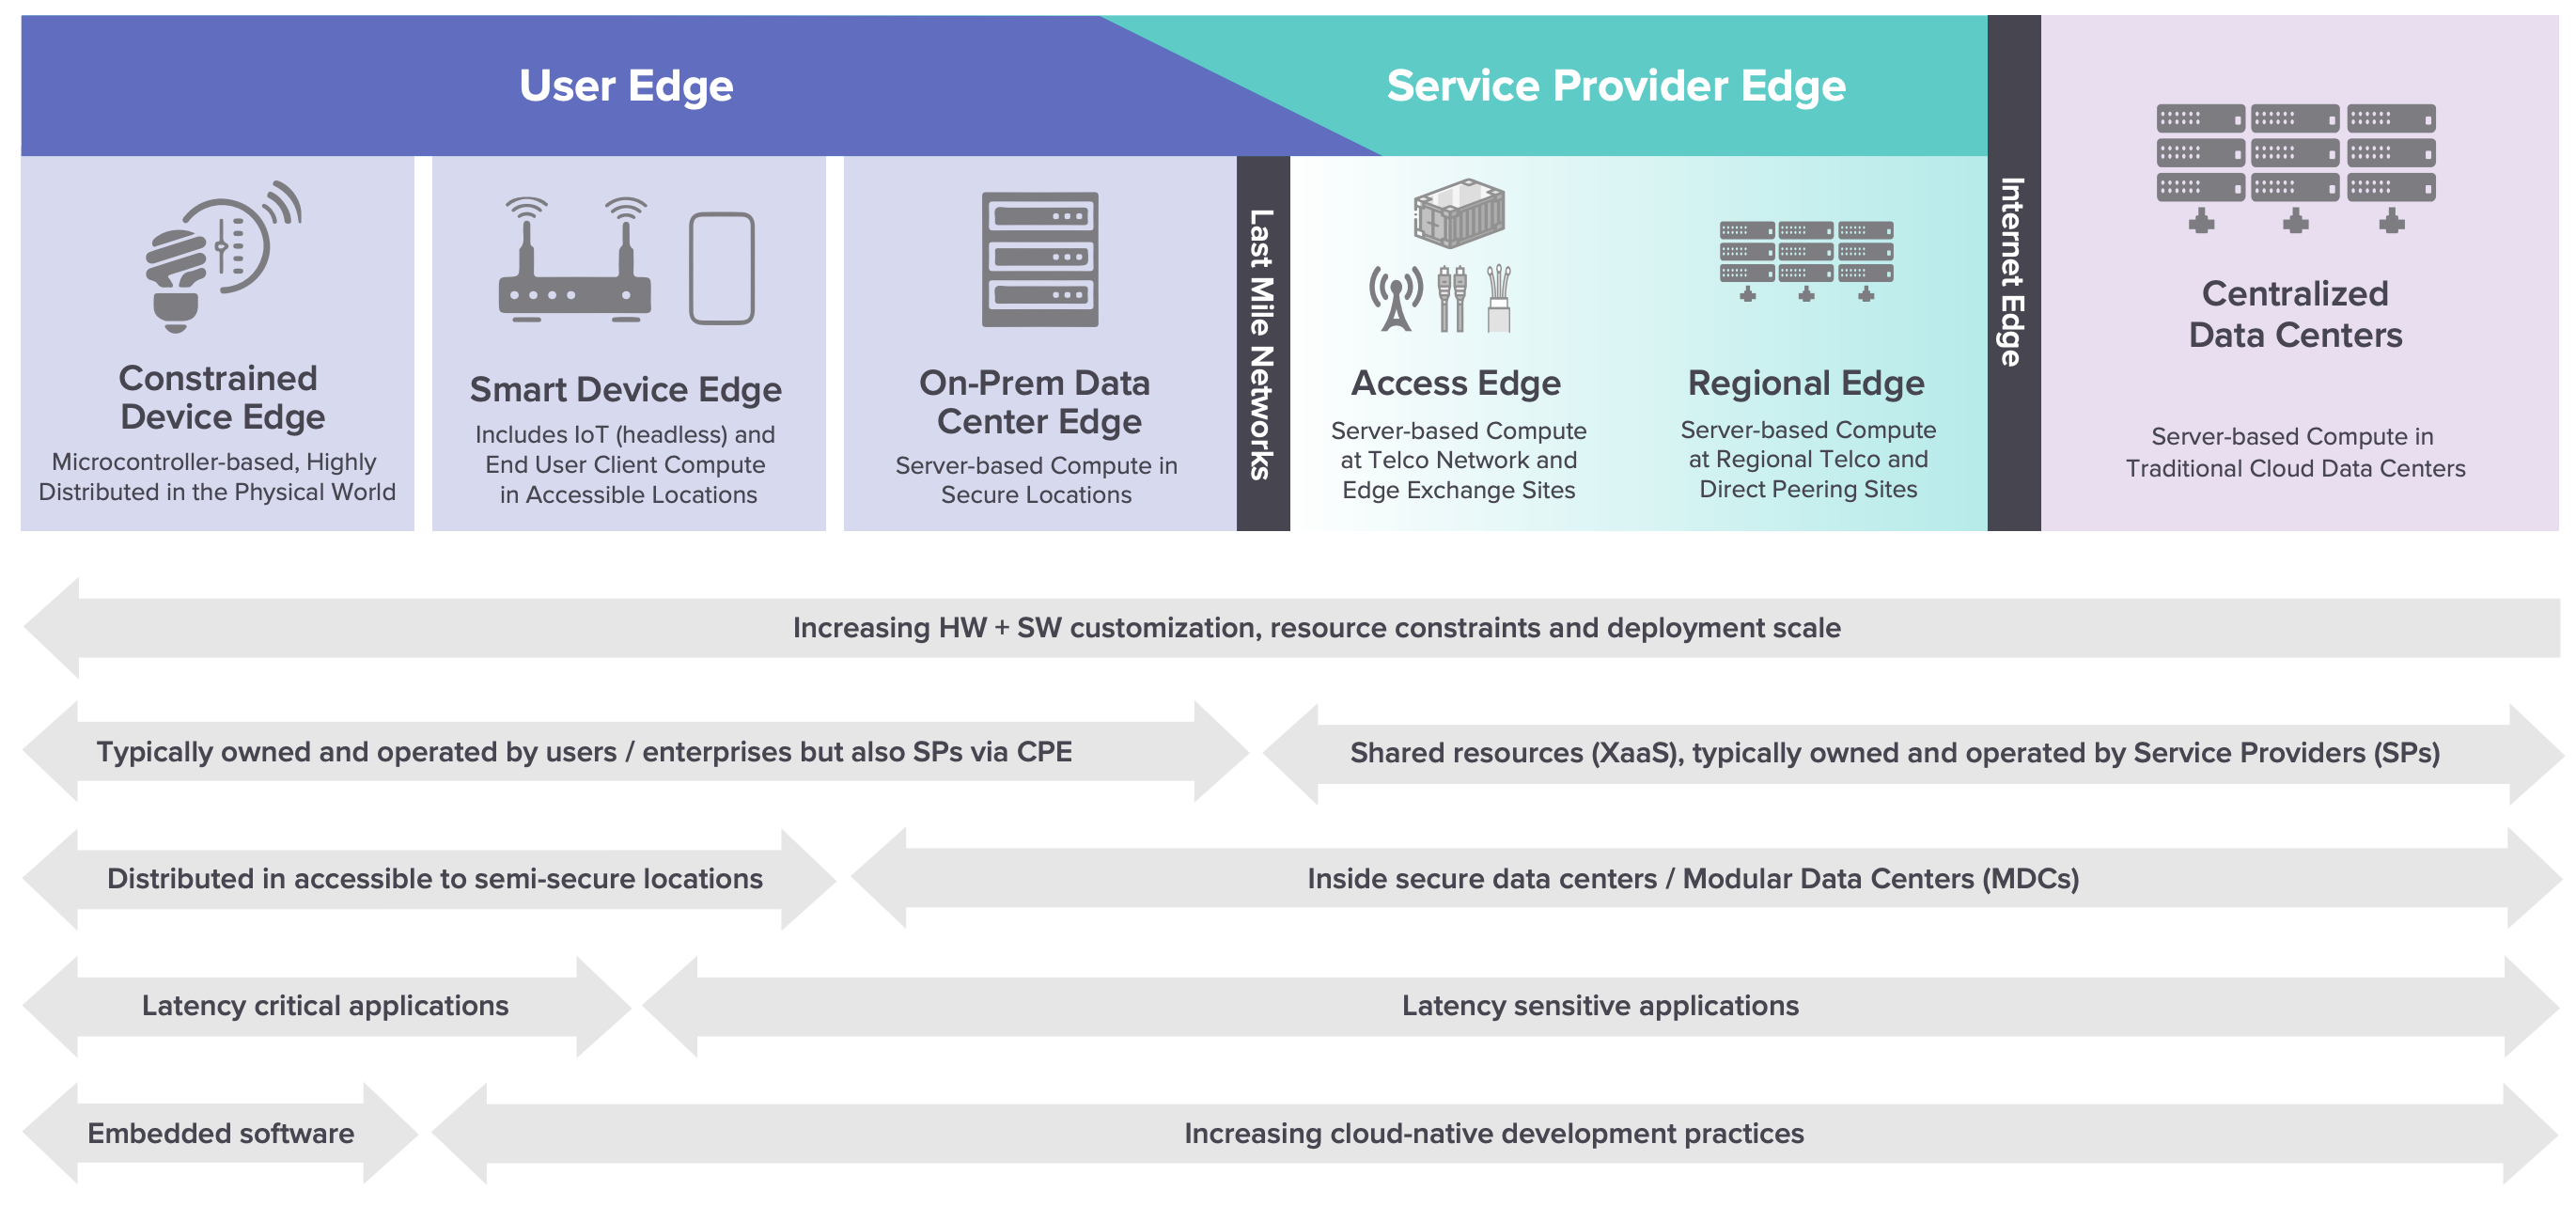 User Edge
Service Provider Edge
Constrained
Device Edge
Microcontroller-based, Highly
Distributed in the Physical World
Smart Device Edge
Includes IoT (headless) and
End User Client Compute
in Accessible Locations
On-Prem Data
Center Edge
Server-based Compute in
Secure Locations
Last Mile Networks
Access Edge
Server-based Compute
at Telco Network and
Edge Exchange Sites
Regional Edge
Server-based Compute
at Regional Telco and
Direct Peering Sites
Internet Edge
Centralized
Data Centers
Server-based Compute in
Traditional Cloud Data Centers
Increasing HW + SW customization, resource constraints and deployment scale
Typically owned and operated by users / enterprises but also SPs via CPE
Shared resources (XaaS), typically owned and operated by Service Providers (SPs)
Distributed in accessible to semi-secure locations
Inside secure data centers / Modular Data Centers (MDCs)
Latency critical applications
Latency sensitive applications
Embedded software
Increasing cloud-native development practices